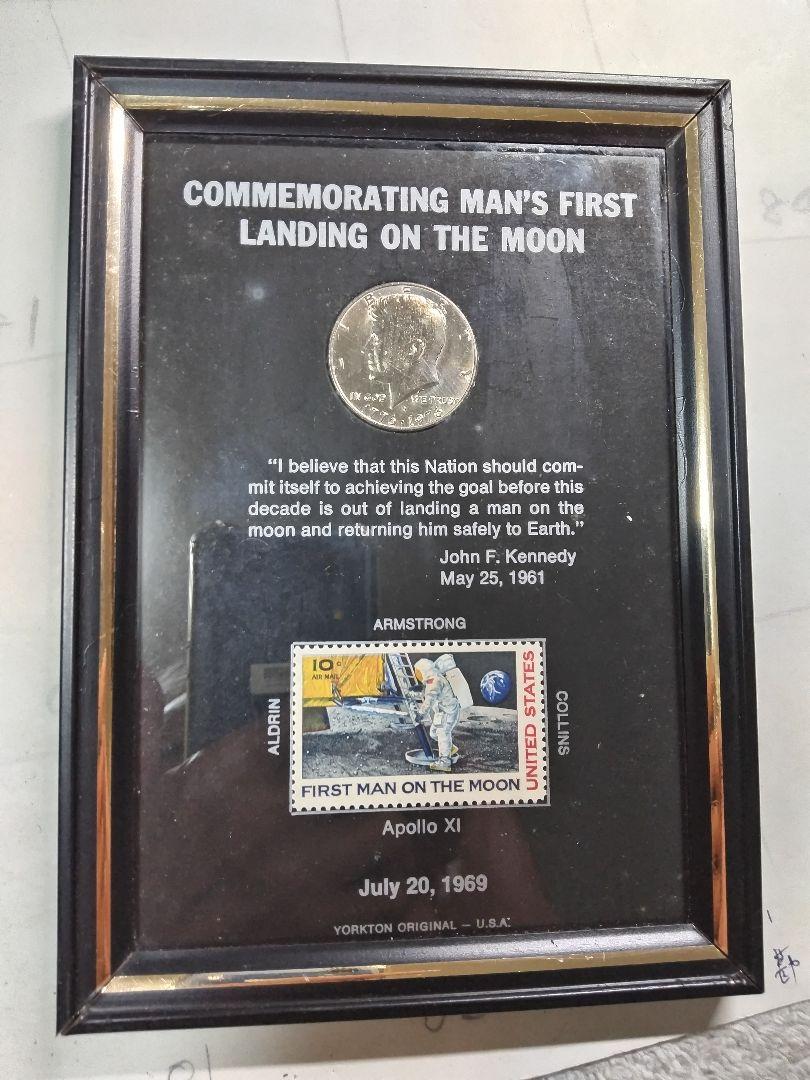 COMMEMORATING MAN'S FIRST
LANDING ON THE MOON
LIBERTY
IN GOD WE TRUST
1776·1976
“I believe that this Nation should com-
mit itself to achieving the goal before this
decade is out of landing a man on the
moon and returning him safely to Earth.”
John F. Kennedy
May 25, 1961
ARMSTRONG
ALDRIN
COLLINS
10c
AIR MAIL
UNITED STATES
FIRST MAN ON THE MOON
Apollo XI
July 20, 1969
YORKTON ORIGINAL – U.S.A.